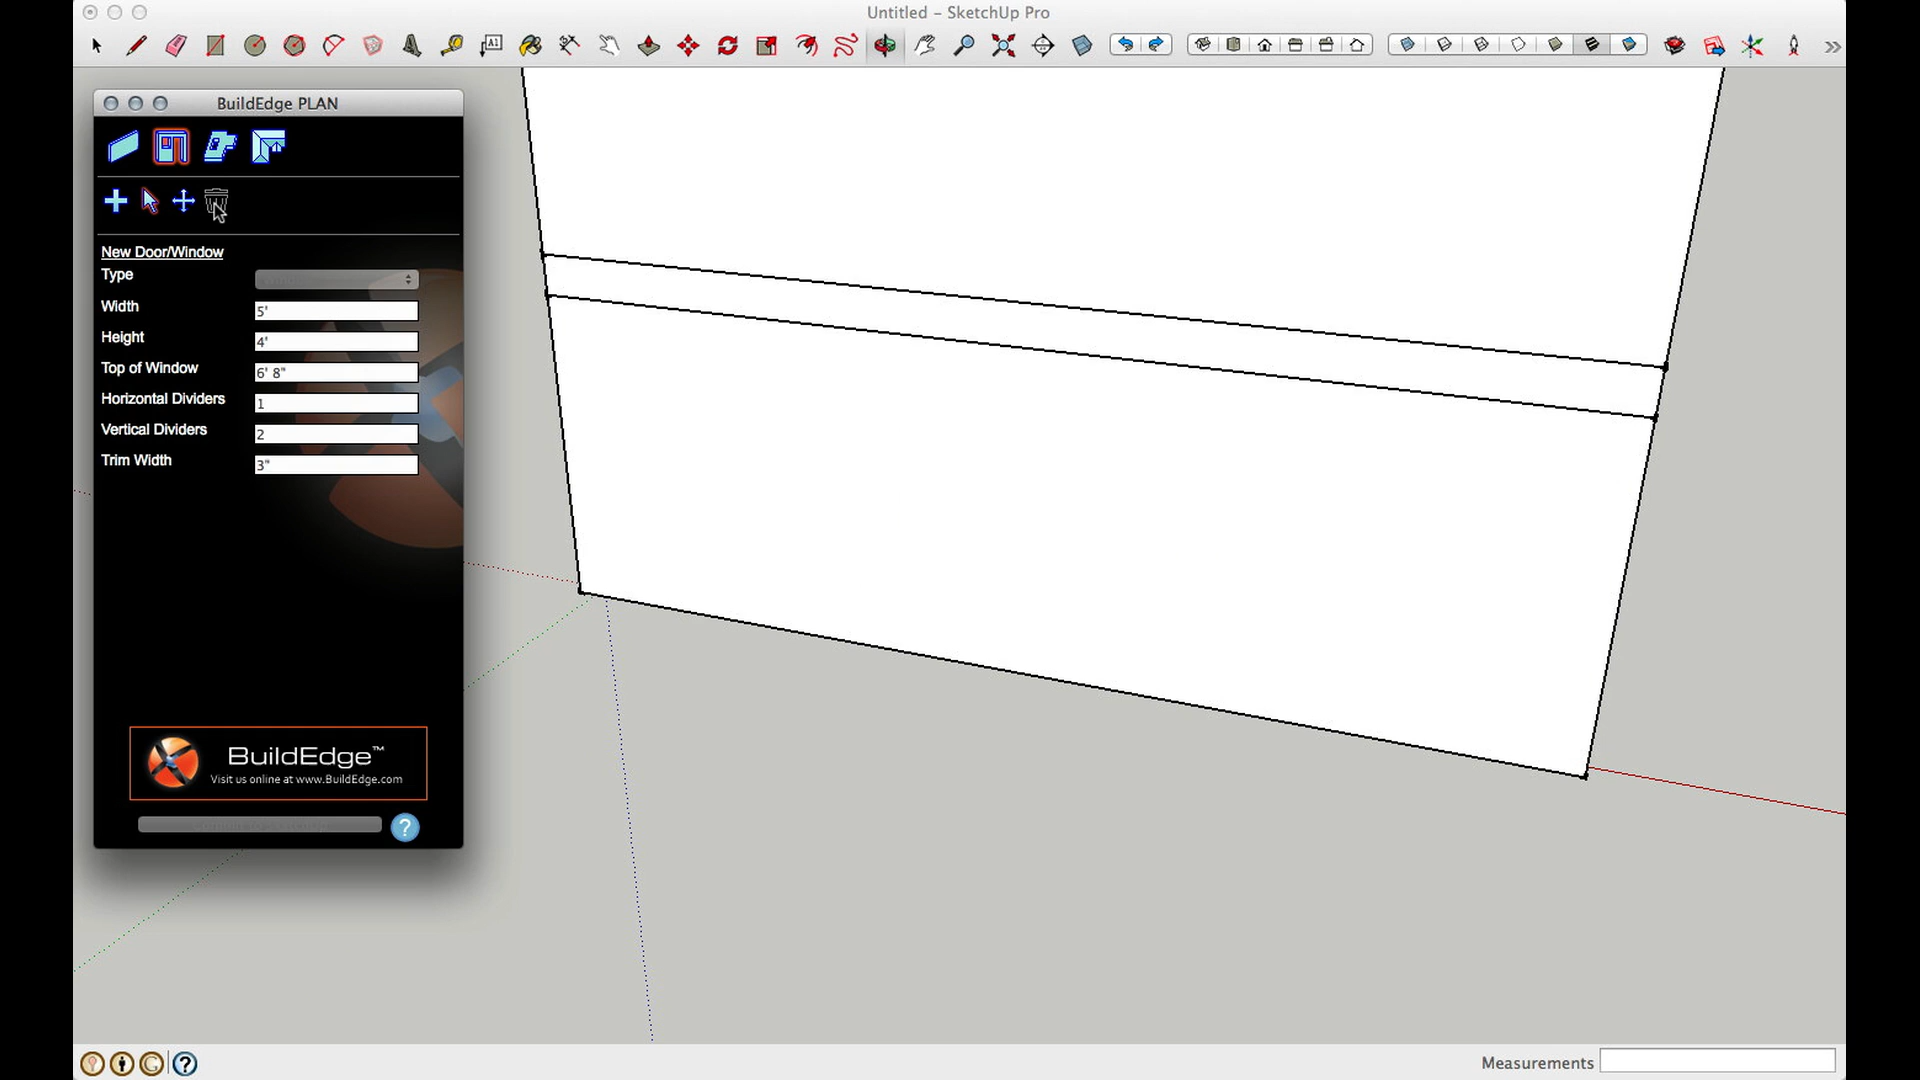 Untitled – SketchUp Pro
A1
BuildEdge PLAN
New Door/Window
Type
Width 5'
Height 4'
Top of Window 6' 8"
Horizontal Dividers 1
Vertical Dividers 2
Trim Width 3"
BuildEdge™
Visit us online at www.BuildEdge.com
?
?
Measurements